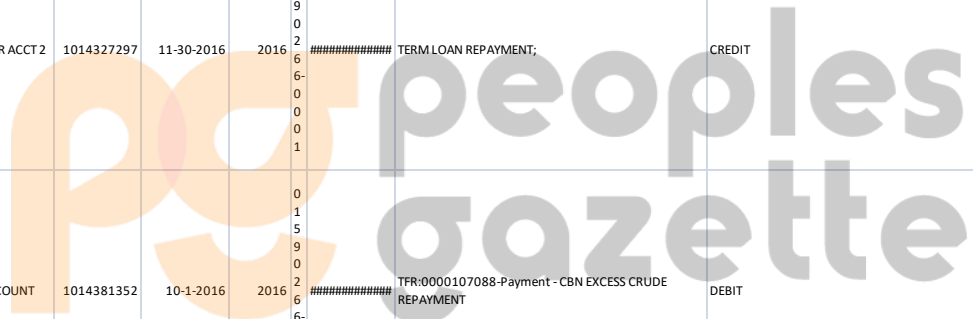 9
0
R ACCT 2 1014327297 11-30-2016 2016 2 ############# TERM LOAN REPAYMENT; CREDIT
6
6-
0
0
0
1
peoples
gazette
pg
0
1
5
9
0
OUNT 1014381352 10-1-2016 2016 2 ############# TFR:0000107088-Payment - CBN EXCESS CRUDE DEBIT
6 REPAYMENT
6-